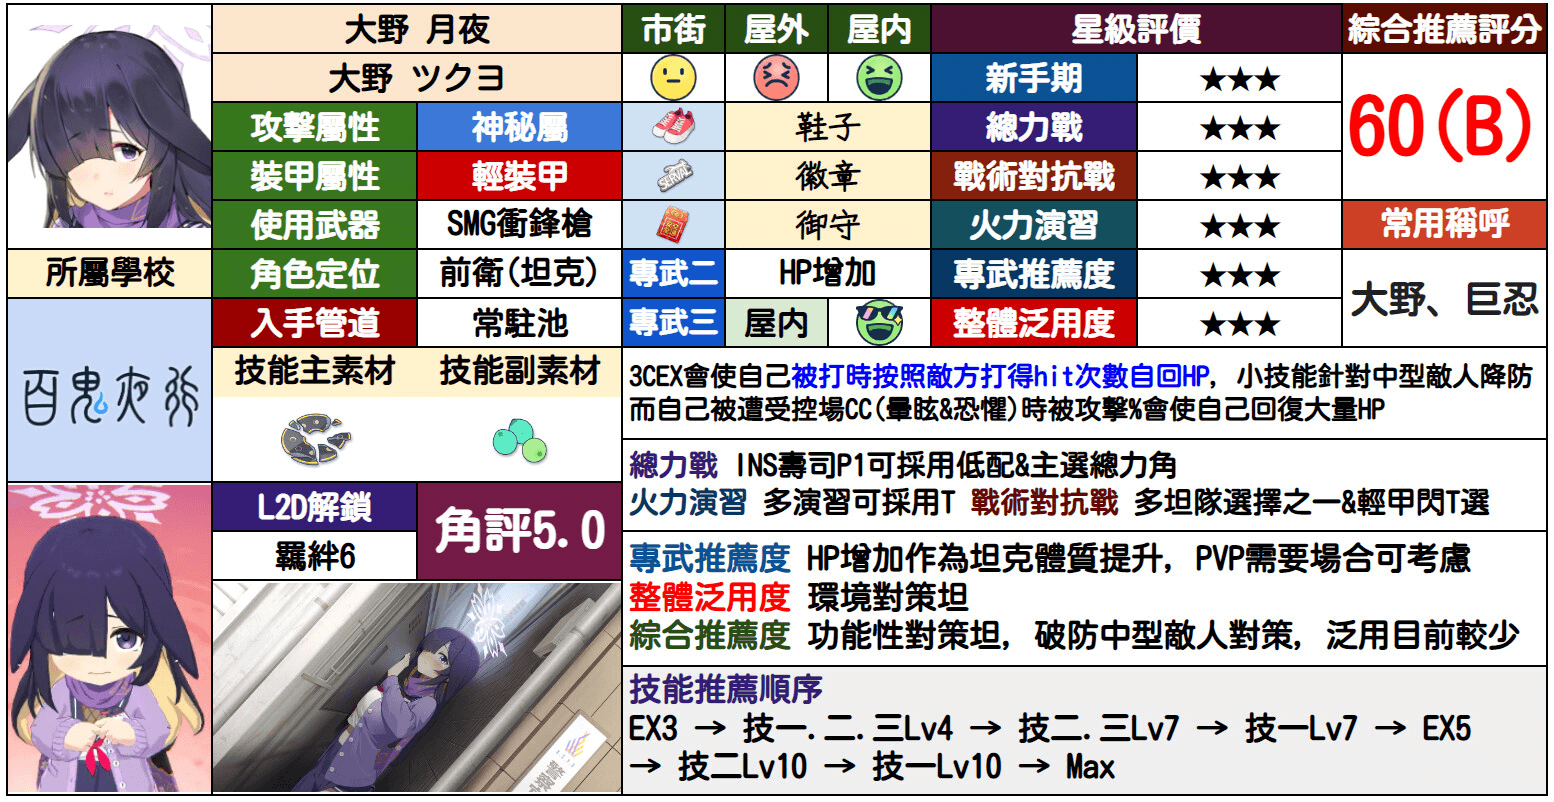 大野 月夜
大野 ツクヨ
市街 屋外 屋內
星級評價
綜合推薦評分
攻擊屬性 神秘屬
裝甲屬性 輕裝甲
使用武器 SMG衝鋒槍
角色定位 前衛(坦克)
入手管道 常駐池
鞋子
SERVAL
徽章
御守
專武二 HP增加
專武三 屋内
新手期 ★★★
總力戰 ★★★
戰術對抗戰 ★★★
火力演習 ★★★
專武推薦度 ★★★
整體泛用度 ★★★
60(B)
常用稱呼
大野、巨忍
所屬學校
百鬼夜行
技能主素材 技能副素材
L2D解鎖
羈絆6
角評5.0
3CEX會使自己被打時按照敵方打得hit次數自回HP, 小技能針對中型敵人降防
而自己被遭受控場CC(暈眩&恐懼)時被攻擊%會使自己回復大量HP
總力戰 INS壽司P1可採用低配&主選總力角
火力演習 多演習可採用T 戰術對抗戰 多坦隊選擇之一&輕甲閃T選
專武推薦度 HP增加作為坦克體質提升, PVP需要場合可考慮
整體泛用度 環境對策坦
綜合推薦度 功能性對策坦, 破防中型敵人對策, 泛用目前較少
技能推薦順序
EX3 → 技一.二.三Lv4 → 技二.三Lv7 → 技一Lv7 → EX5
→ 技二Lv10 → 技一Lv10 → Max